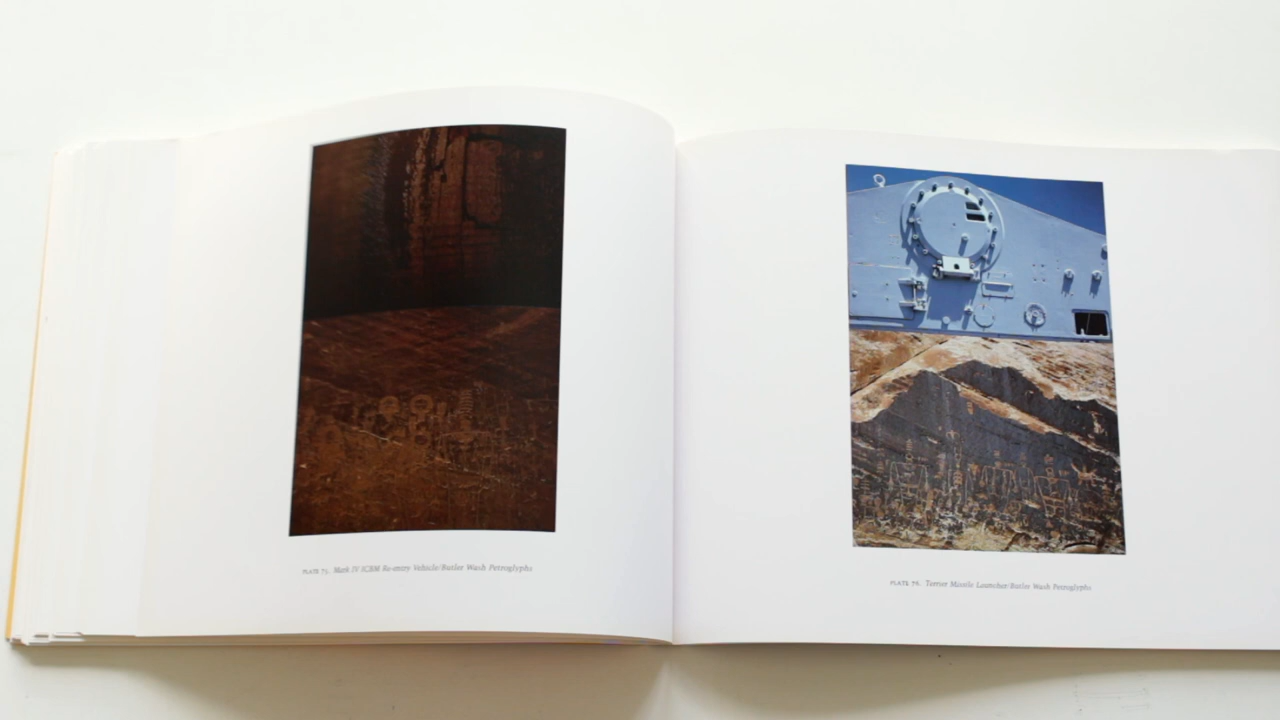 PLATE 75. Mark IV ICBM Re-entry Vehicle/Butler Wash Petroglyphs
PLATE 76. Terrier Missile Launcher/Butler Wash Petroglyphs